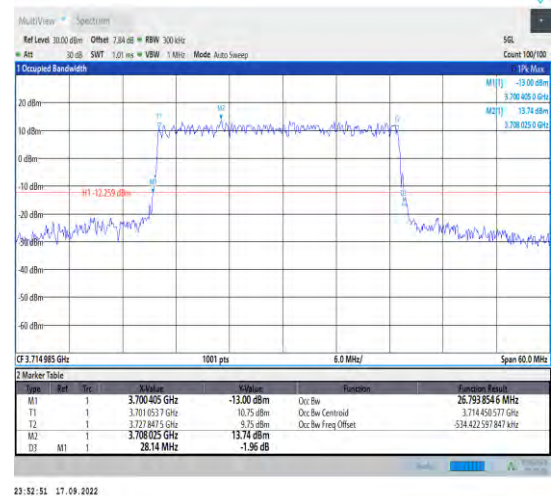 MultiView Spectrum
Ref Level 30.00 dBm Offset 7.84 dB RBW 300 kHz SGL
Att 30 dB SWT 1.01 ms VBW 1 MHz Mode Auto Sweep Count 100/100
1 Occupied Bandwidth 1Pk Max
M1[1] -13.00 dBm
3.700 405 0 GHz
M2[1] 13.74 dBm
3.708 025 0 GHz
20 dBm
T1
M2
T2
10 dBm
0 dBm
-10 dBm
M1
H1 -12.259 dBm
D3
-20 dBm
-30 dBm
-40 dBm
-50 dBm
-60 dBm
CF 3.714 985 GHz 1001 pts 6.0 MHz/ Span 60.0 MHz
2 Marker Table
Type Ref Trc X-Value Y-Value Function Function Result
M1 1 3.700 405 GHz -13.00 dBm Occ Bw 26.793 854 6 MHz
T1 1 3.701 053 7 GHz 10.75 dBm Occ Bw Centroid 3.714 450 577 GHz
T2 1 3.727 847 5 GHz 9.75 dBm Occ Bw Freq Offset -534.422 597 847 kHz
M2 1 3.708 025 GHz 13.74 dBm
D3 M1 1 28.14 MHz -1.96 dB
23:52:51 17.09.2022